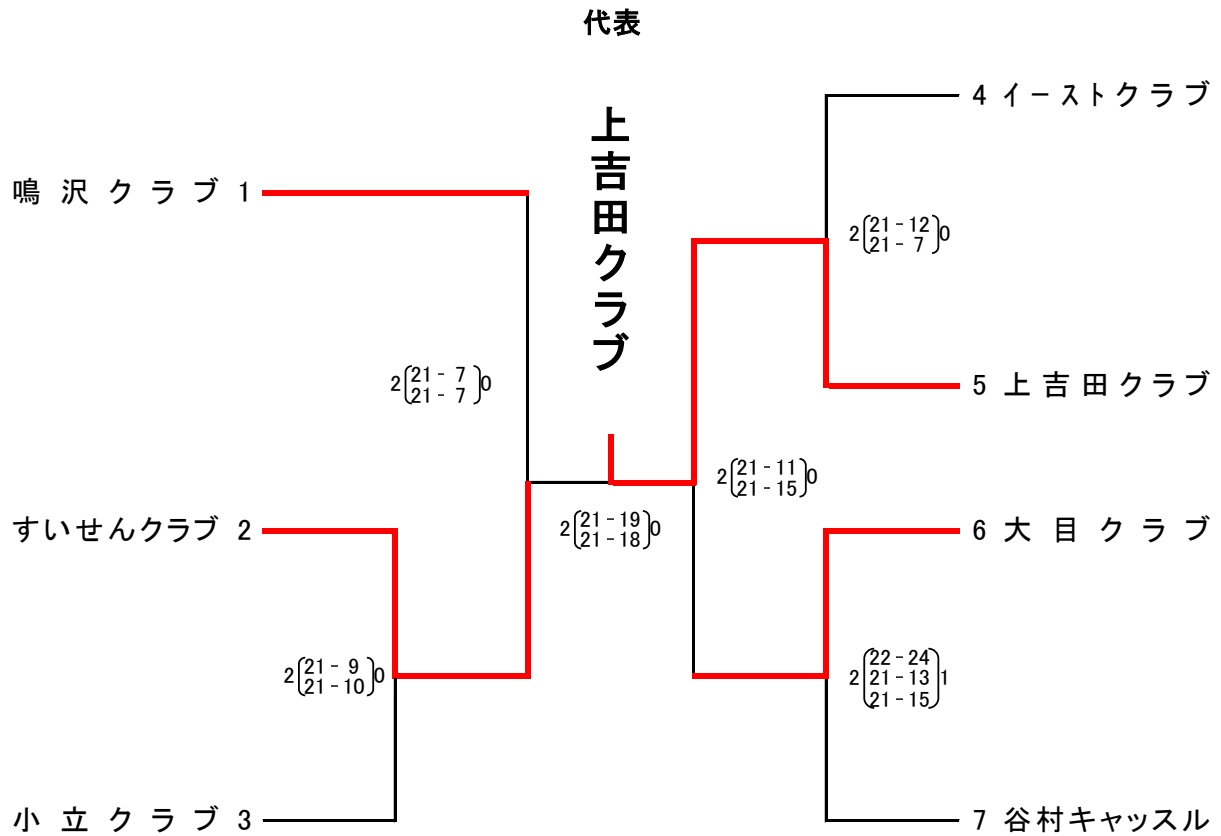 代表
上吉田クラブ
鳴沢クラブ 1
2 21 - 7 0
21 - 7
すいせんクラブ 2
2 21 - 9 0
21 - 10
小立クラブ 3
2 21 - 19 0
21 - 18
4 イーストクラブ
2 21 - 12 0
21 - 7
5 上吉田クラブ
2 21 - 11 0
21 - 15
6 大目クラブ
22 - 24
2 21 - 13 1
21 - 15
7 谷村キャッスル